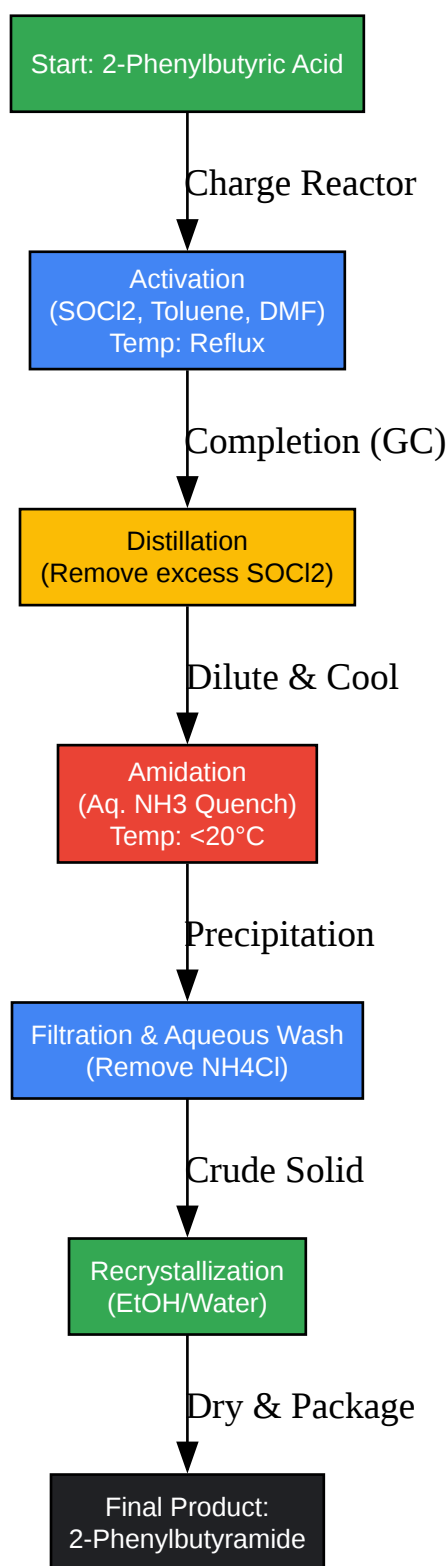 Start: 2-Phenylbutyric Acid
Charge Reactor
Activation
(SOCl2, Toluene, DMF)
Temp: Reflux
Completion (GC)
Distillation
(Remove excess SOCl2)
Dilute & Cool
Amidation
(Aq. NH3 Quench)
Temp: <20°C
Precipitation
Filtration & Aqueous Wash
(Remove NH4Cl)
Crude Solid
Recrystallization
(EtOH/Water)
Dry & Package
Final Product:
2-Phenylbutyramide